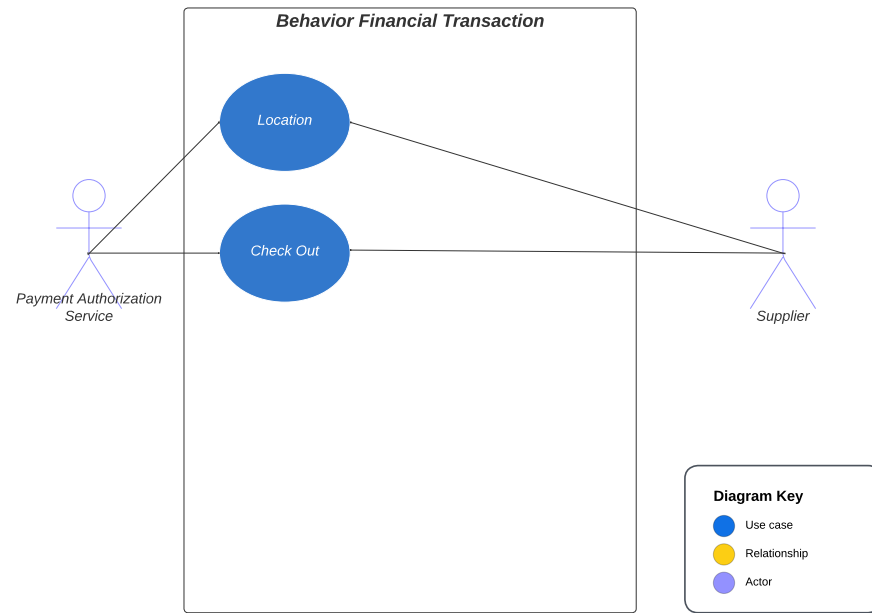 Behavior Financial Transaction
Location
Check Out
Payment Authorization
Service
Supplier
Diagram Key
Use case
Relationship
Actor